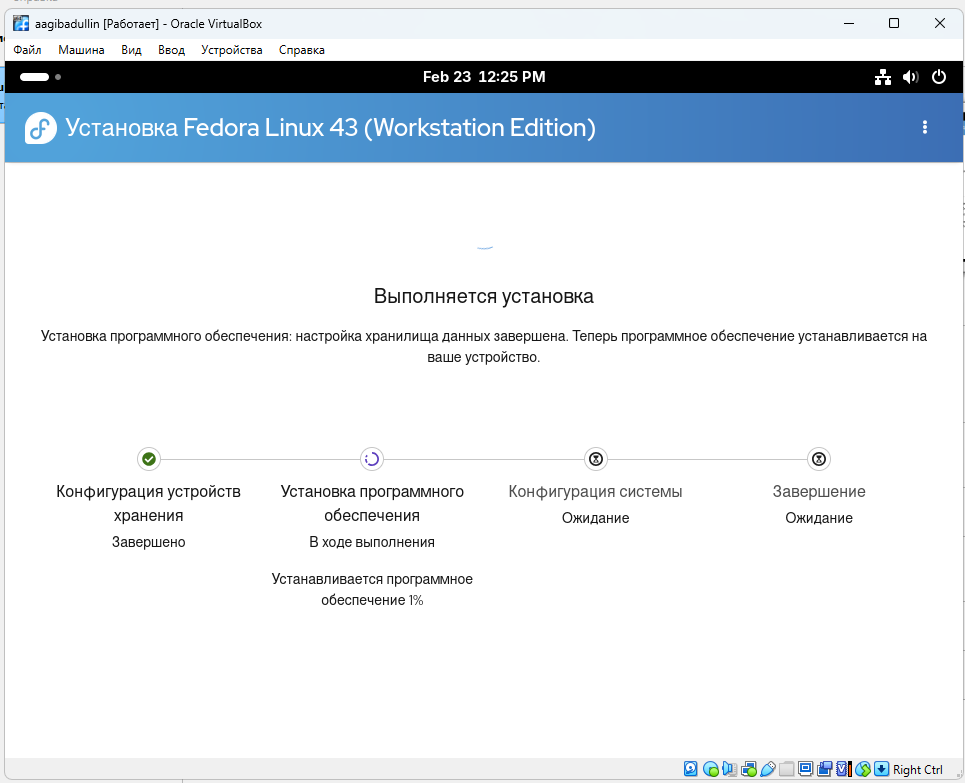 aagibadullin [Работает] - Oracle VirtualBox
Файл Машина Вид Ввод Устройства Справка
Feb 23 12:25 PM
Установка Fedora Linux 43 (Workstation Edition)
Выполняется установка
Установка программного обеспечения: настройка хранилища данных завершена. Теперь программное обеспечение устанавливается на
ваше устройство.
Конфигурация устройств
хранения
Завершено
Установка программного
обеспечения
В ходе выполнения
Устанавливается программное
обеспечение 1%
Конфигурация системы
Ожидание
Завершение
Ожидание
Right Ctrl